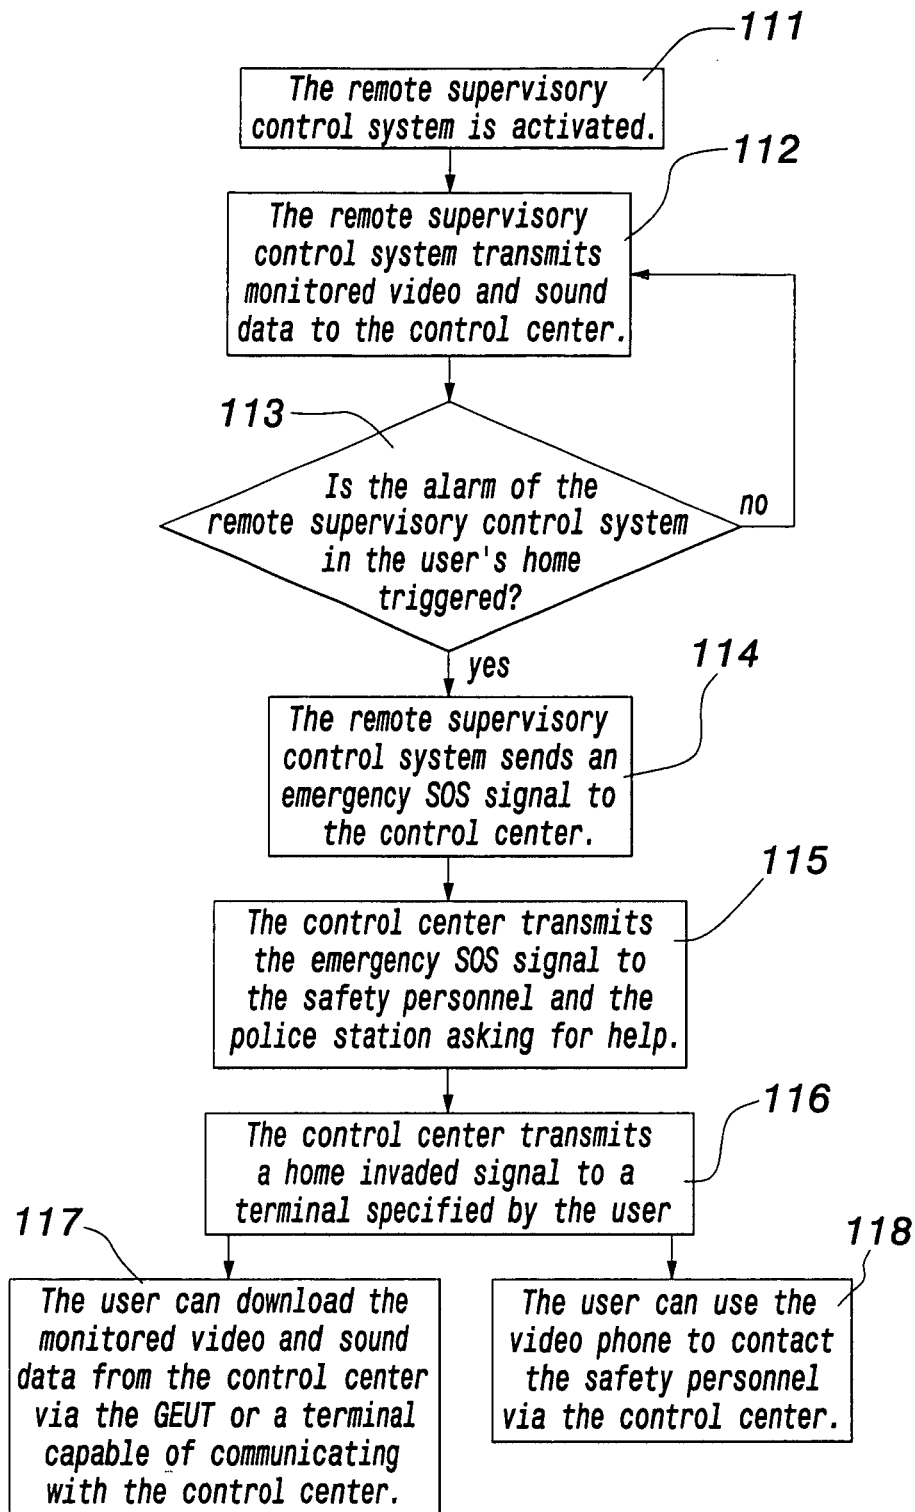 111
The remote supervisory
control system is activated.
112
The remote supervisory
control system transmits
monitored video and sound
data to the control center.
113
Is the alarm of the
remote supervisory control system
in the user's home
triggered?
no
yes
114
The remote supervisory
control system sends an
emergency SOS signal to
the control center.
115
The control center transmits
the emergency SOS signal to
the safety personnel and the
police station asking for help.
116
The control center transmits
a home invaded signal to a
terminal specified by the user
117
The user can download the
monitored video and sound
data from the control center
via the GEUT or a terminal
capable of communicating
with the control center.
118
The user can use the
video phone to contact
the safety personnel
via the control center.